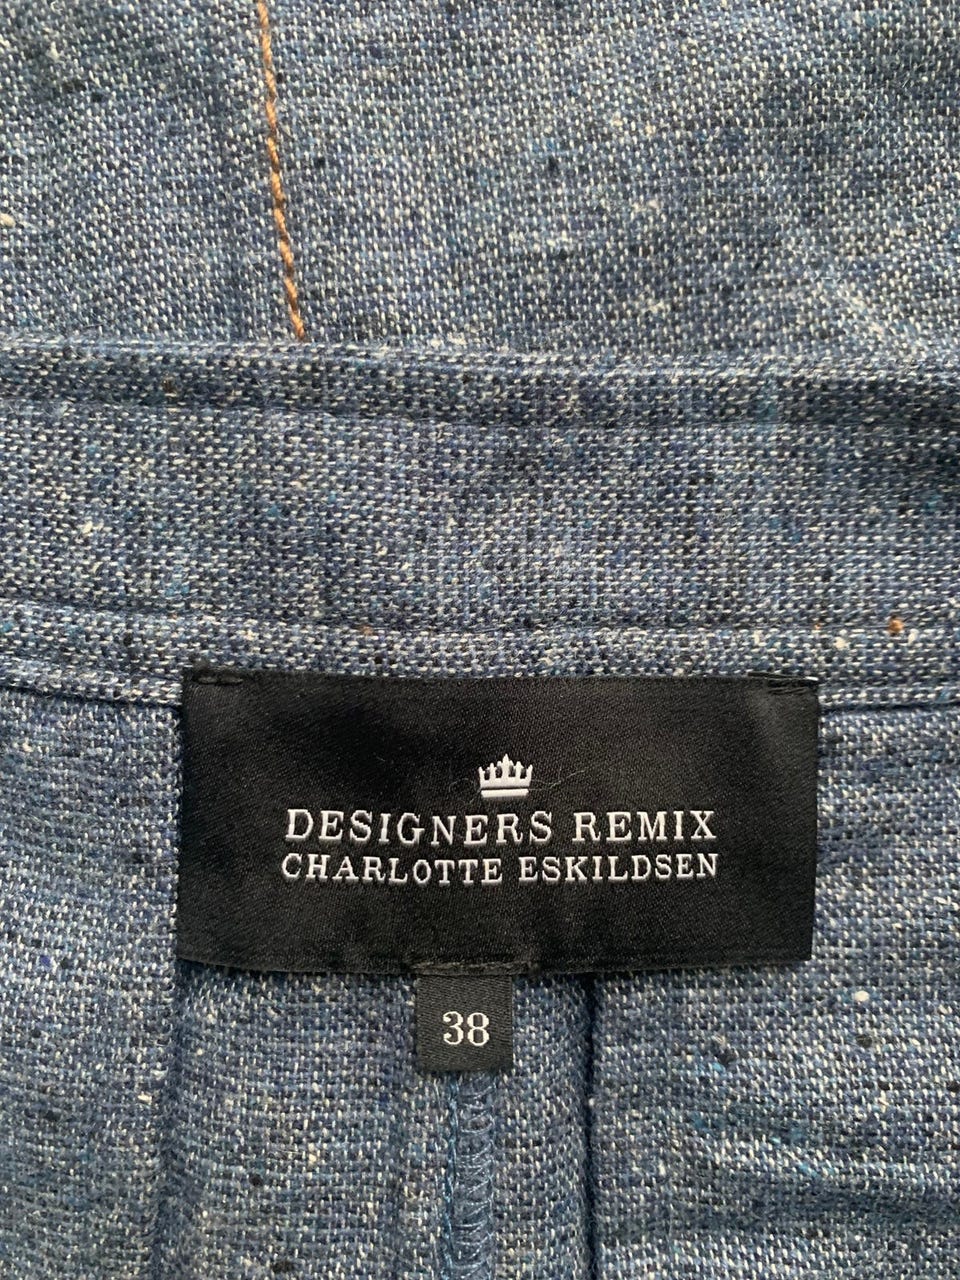 DESIGNERS REMIX
CHARLOTTE ESKILDSEN
38